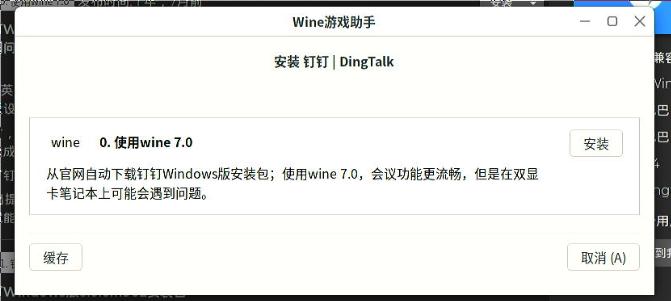 Wine游戏助手
安装 钉钉 | DingTalk
wine 0. 使用wine 7.0
安装
从官网自动下载钉钉Windows版安装包；使用wine 7.0，会议功能更流畅，但是在双显
卡笔记本上可能会遇到问题。
缓存
取消 (A)